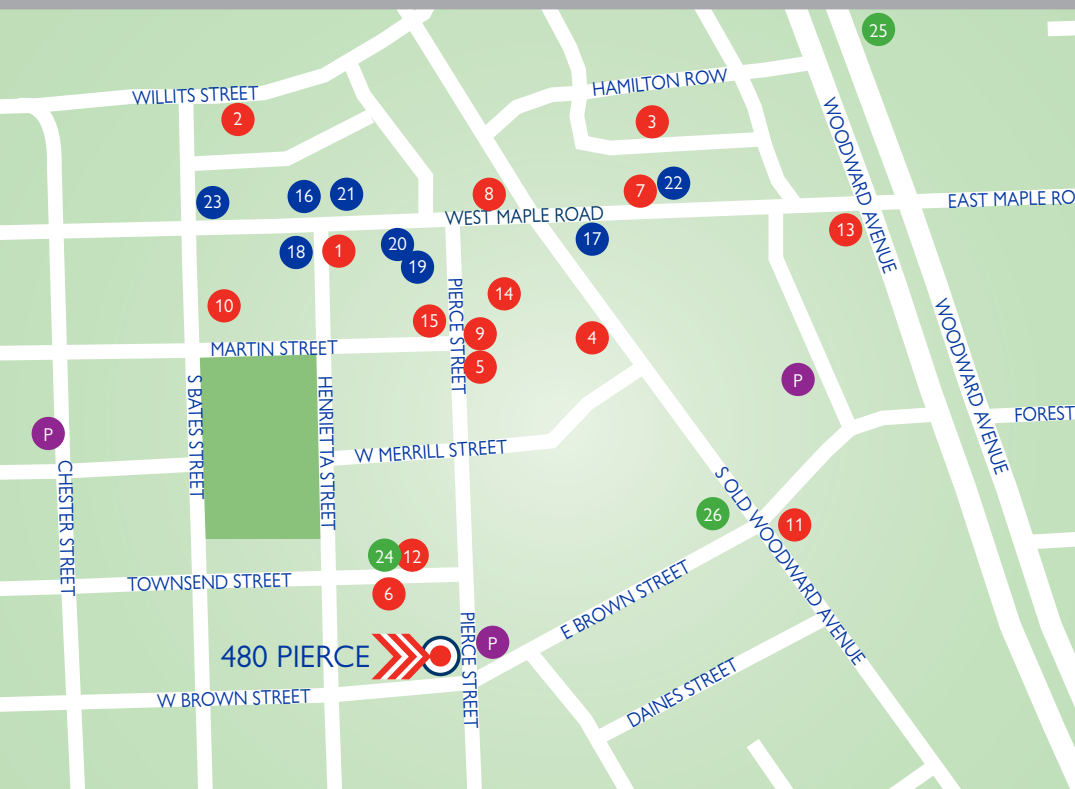 25
WILLITS STREET
HAMILTON ROW
2
3
WOODWARD AVENUE
23
16
21
8
7
22
EAST MAPLE RO
WEST MAPLE ROAD
13
18
1
20
19
17
10
14
PIERCE STREET
15
9
4
WOODWARD AVENUE
MARTIN STREET
5
P
S BATES STREET
HENRIETTA STREET
FOREST
P
W MERRILL STREET
CHESTER STREET
S OLD WOODWARD AVENUE
26
11
24
12
TOWNSEND STREET
6
E BROWN STREET
PIERCE STREET
P
480 PIERCE
W BROWN STREET
DAINES STREET